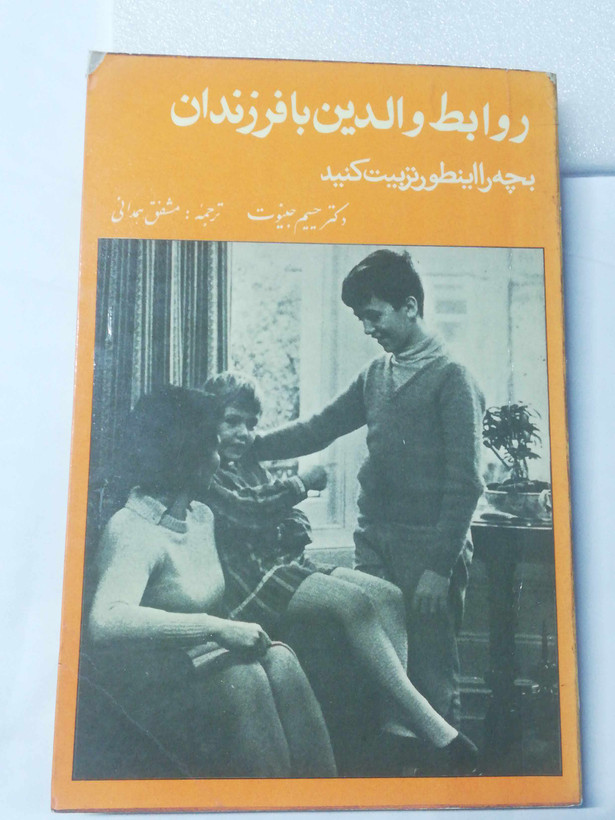 روابط والدین با فرزندان
بچه را اینطور تربیت کنید
دکتر حییم جینوت ترجمهٔ : مشفق همدانی